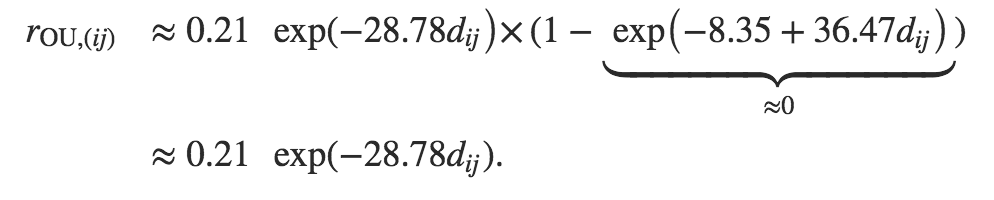 r_{OU,(ij)} ≈ 0.21 exp(−28.78d_{ij})×(1 − exp(−8.35 + 36.47d_{ij}))
≈0
≈ 0.21 exp(−28.78d_{ij}).